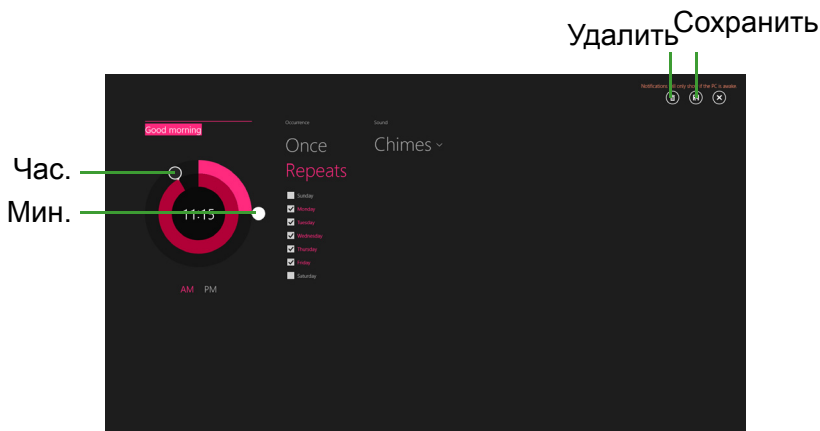 Удалить
Сохранить
Notifications will only show if the PC is awake.
Good morning
Occurrence
Sound
Once
Chimes
Repeats
Час.
Мин.
11:15
Sunday
Monday
Tuesday
Wednesday
Thursday
Friday
Saturday
AM PM